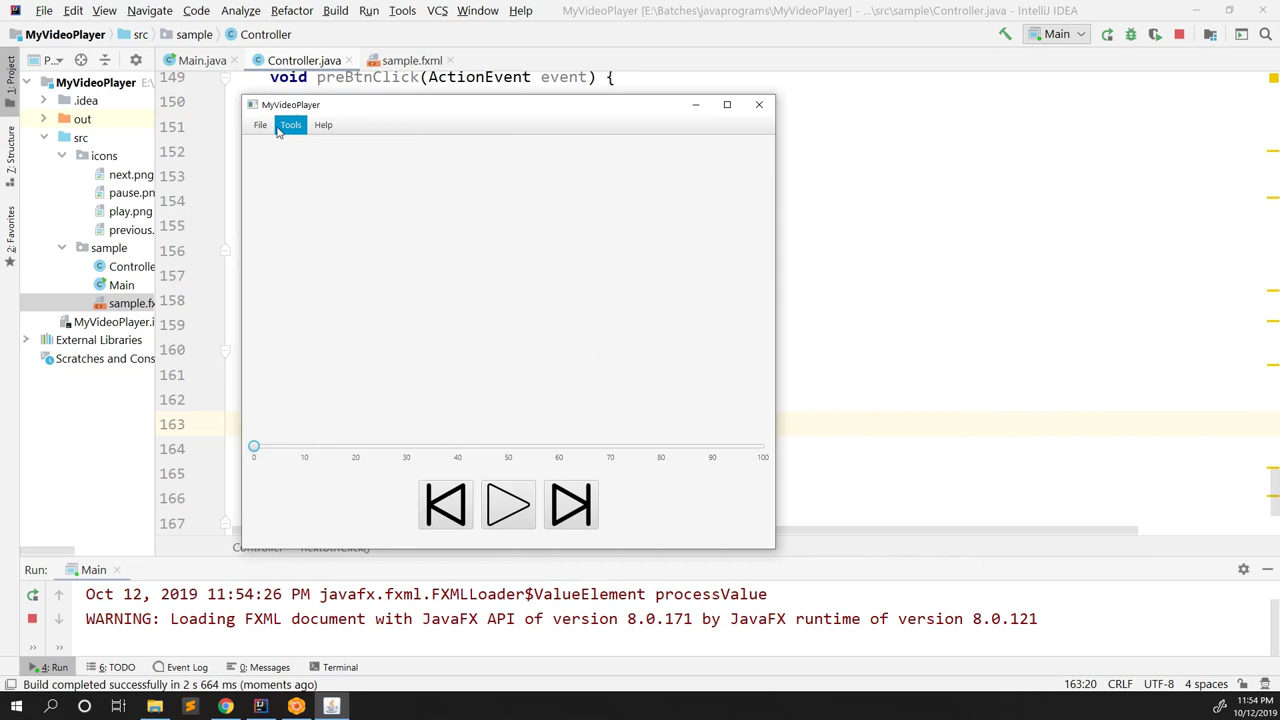 File Edit View Navigate Code Analyze Refactor Build Run Tools VCS Window Help MyVideoPlayer [E:\Batches\javaprograms\MyVideoPlayer] - ...\src\sample\Controller.java - IntelliJ IDEA
MyVideoPlayer src sample Controller Main
1: Project
Z: Structure
2: Favorites
P... Main.java Controller.java sample.fxml
MyVideoPlayer E:\
.idea
out
src
icons
next.png
pause.pn
play.png
previous.
sample
Controlle
Main
sample.fx
MyVideoPlayer.i
External Libraries
Scratches and Cons
149 void preBtnClick(ActionEvent event) {
150
151
152
153
154
155
156
157
158
159
160
161
162
163
164
165
166
167
MyVideoPlayer
File Tools Help
0 10 20 30 40 50 60 70 80 90 100
Run: Main
Oct 12, 2019 11:54:26 PM javafx.fxml.FXMLLoader$ValueElement processValue
WARNING: Loading FXML document with JavaFX API of version 8.0.171 by JavaFX runtime of version 8.0.121
4: Run 6: TODO Event Log 0: Messages Terminal
Build completed successfully in 2 s 664 ms (moments ago) 163:20 CRLF UTF-8 4 spaces
11:54 PM
10/12/2019